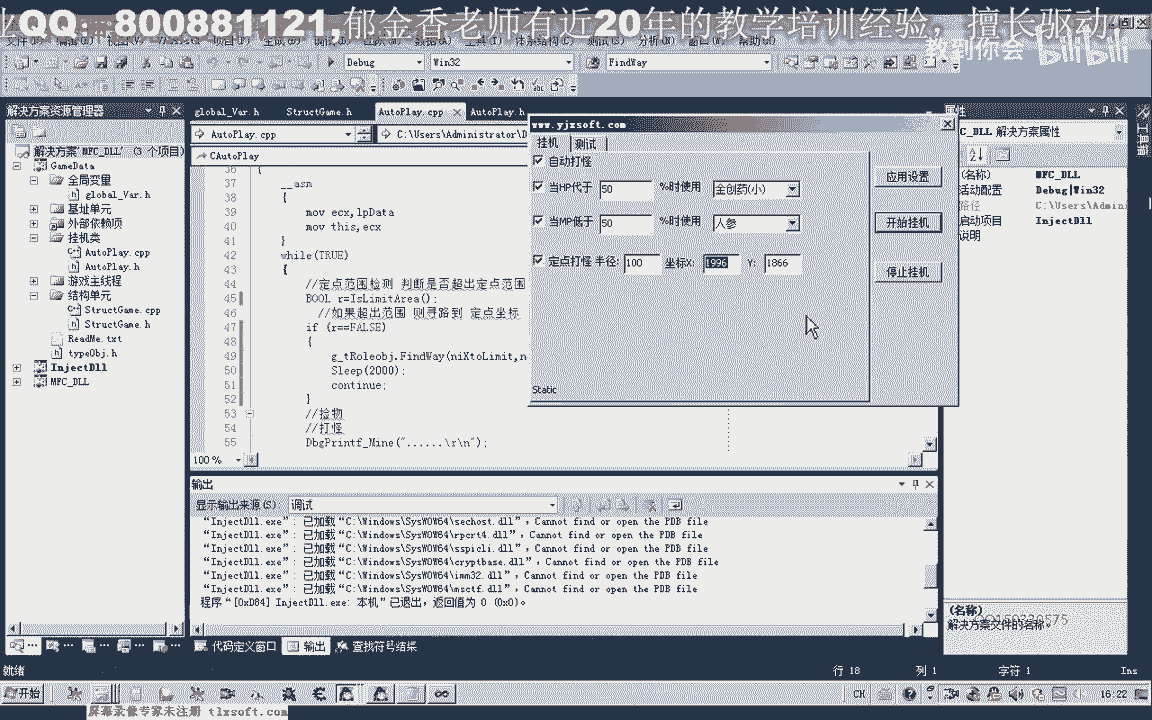 业QQ：800881121 郁金香老师有近20年的教学培训经验，擅长驱动，
教到你会 bilibili
Debug
Win32
FindWay
解决方案资源管理器
解决方案"MFC_DLL" (3 个项目)
GameData
全局变量
global_Var.h
基址单元
外部依赖项
挂机类
AutoPlay.cpp
AutoPlay.h
游戏主线程
结构单元
StructGame.cpp
StructGame.h
ReadMe.txt
typeObj.h
InjectDll
MFC_DLL
global_Var.h StructGame.h AutoPlay.cpp AutoPlay.h
AutoPlay.cpp C:\Users\Administrator\D
CAutoPlay
36 {
37 __asm
38 {
39 mov ecx,lpData
40 mov this,ecx
41 }
42 while(TRUE)
43 {
44 //定点范围检测 判断是否超出定点范围
45 BOOL r=IsLimitArea();
46 //如果超出范围 则寻路到 定点坐标
47 if (r==FALSE)
48 {
49 g_tRoleobj.FindWay(niXtoLimit,n
50 Sleep(2000);
51 continue;
52 }
53 //捡物
54 //打怪
55 DbgPrintf_Mine("......\r\n");
100 %
www.yjxsoft.com
挂机 测试
自动打怪
当HP代于 50 %时使用 金创药(小)
当MP低于 50 %时使用 人参
定点打怪 半径: 100 坐标X: 1996 Y: 1866
应用设置
开始挂机
停止挂机
Static
属性
C_DLL 解决方案属性
(名称) MFC_DLL
活动配置 Debug|Win32
路径 C:\Users\Admin
启动项目 InjectDll
说明
工具箱
输出
显示输出来源(S): 调试
"InjectDll.exe": 已加载"C:\Windows\SysWOW64\sechost.dll", Cannot find or open the PDB file
"InjectDll.exe": 已加载"C:\Windows\SysWOW64\rpcrt4.dll", Cannot find or open the PDB file
"InjectDll.exe": 已加载"C:\Windows\SysWOW64\sspicli.dll", Cannot find or open the PDB file
"InjectDll.exe": 已加载"C:\Windows\SysWOW64\cryptbase.dll", Cannot find or open the PDB file
"InjectDll.exe": 已加载"C:\Windows\SysWOW64\imm32.dll", Cannot find or open the PDB file
"InjectDll.exe": 已加载"C:\Windows\SysWOW64\msctf.dll", Cannot find or open the PDB file
程序"[0xD84] InjectDll.exe: 本机"已退出，返回值为 0 (0x0)。
(名称)
解决方案文件的名称。
代码定义窗口 输出 查找符号结果
就绪 行 18 列 1 字符 1 Ins
开始 CH 16:22
屏幕录像专家未注册 tlxsoft.com